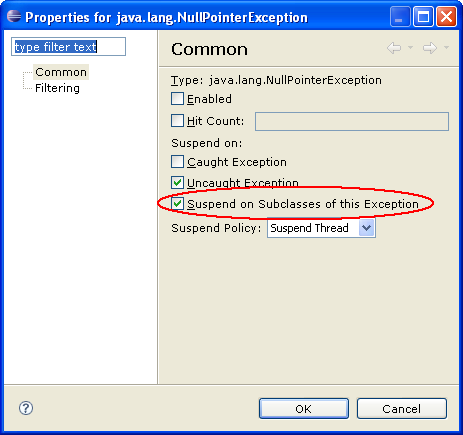 Properties for java.lang.NullPointerException
type filter text
Common
Filtering
Common
Type: java.lang.NullPointerException
Enabled
Hit Count:
Suspend on:
Caught Exception
Uncaught Exception
Suspend on Subclasses of this Exception
Suspend Policy: Suspend Thread
?
OK Cancel